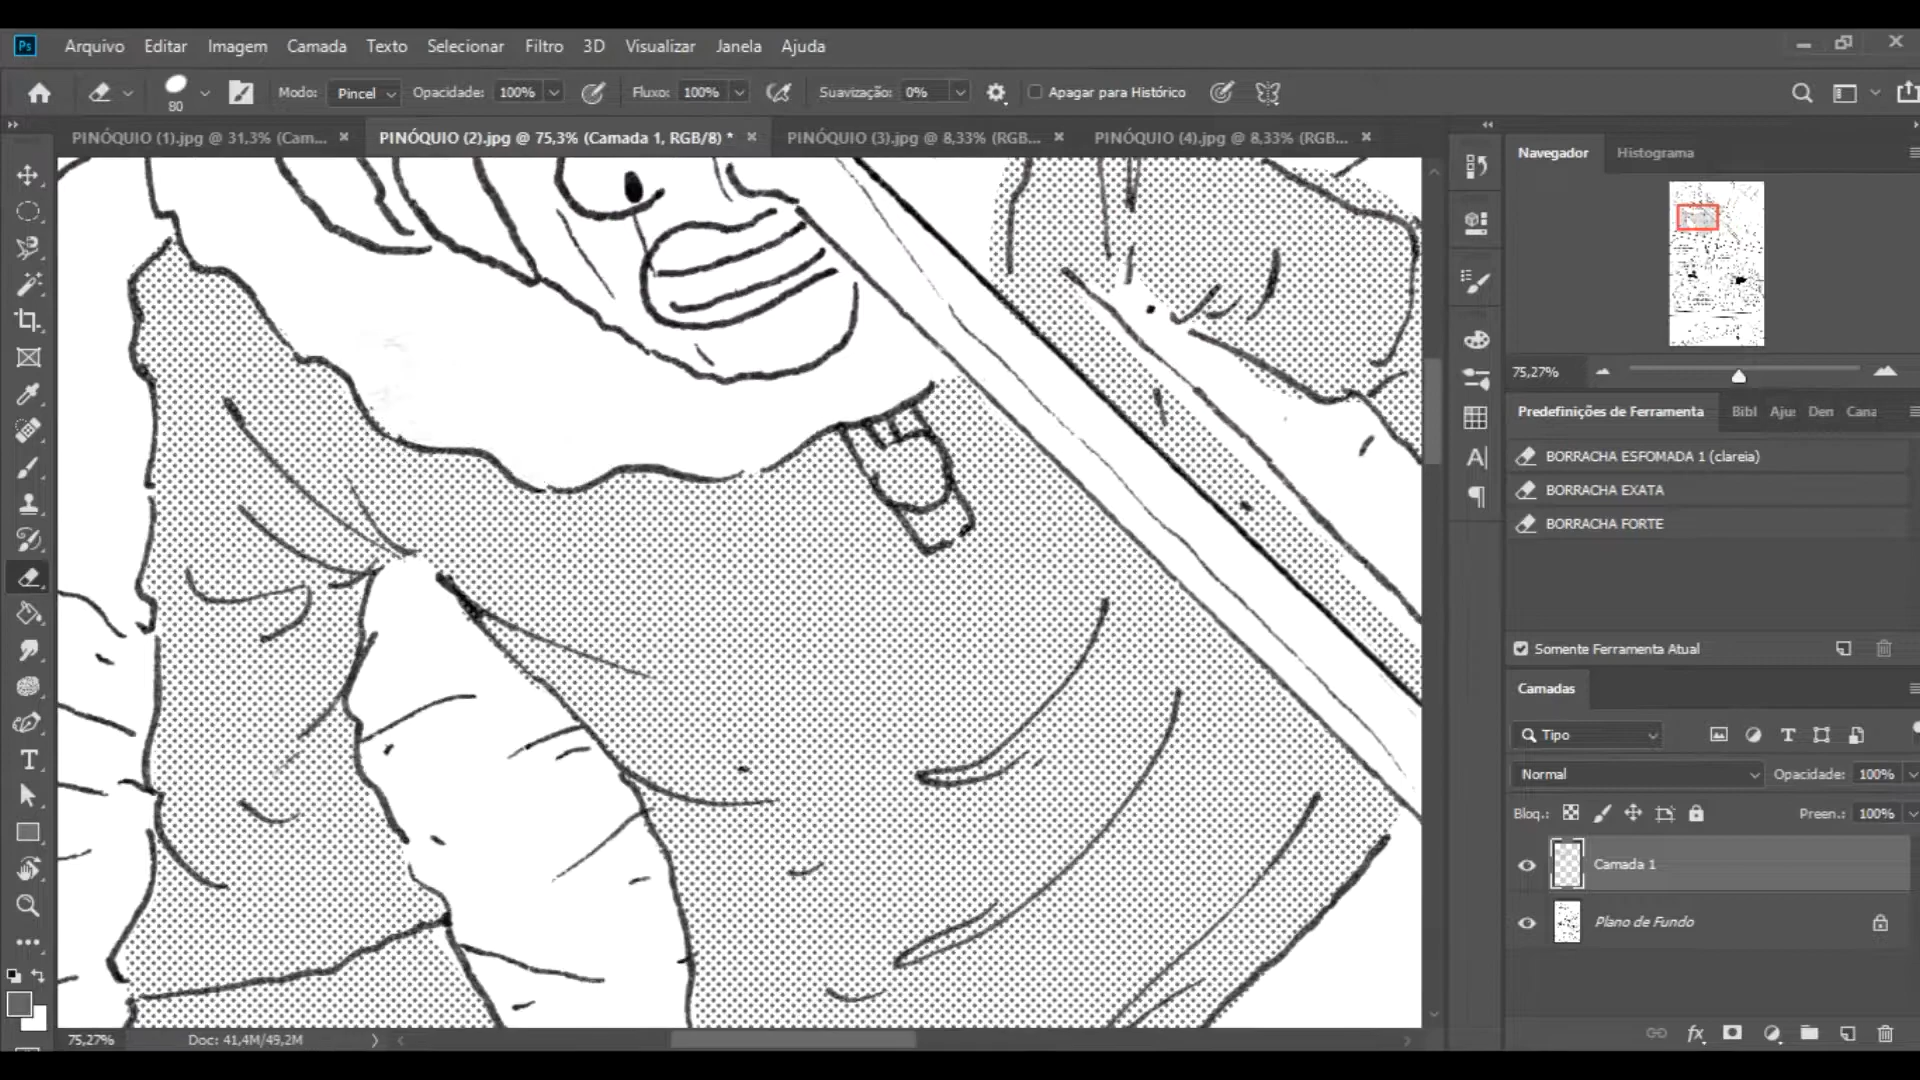 Ps Arquivo Editar Imagem Camada Texto Selecionar Filtro 3D Visualizar Janela Ajuda
80 Modo: Pincel Opacidade: 100% Fluxo: 100% Suavização: 0% Apagar para Histórico
PINÓQUIO (1).jpg @ 31,3% (Cam... PINÓQUIO (2).jpg @ 75,3% (Camada 1, RGB/8) * PINÓQUIO (3).jpg @ 8,33% (RGB... PINÓQUIO (4).jpg @ 8,33% (RGB...
Navegador Histograma
75,27%
Predefinições de Ferramenta Bibl Aju: Den Cana
BORRACHA ESFOMADA 1 (clareia)
BORRACHA EXATA
BORRACHA FORTE
Somente Ferramenta Atual
Camadas
Tipo
Normal Opacidade: 100%
Bloq.: Preen.: 100%
Camada 1
Plano de Fundo
75,27% Doc: 41,4M/49,2M